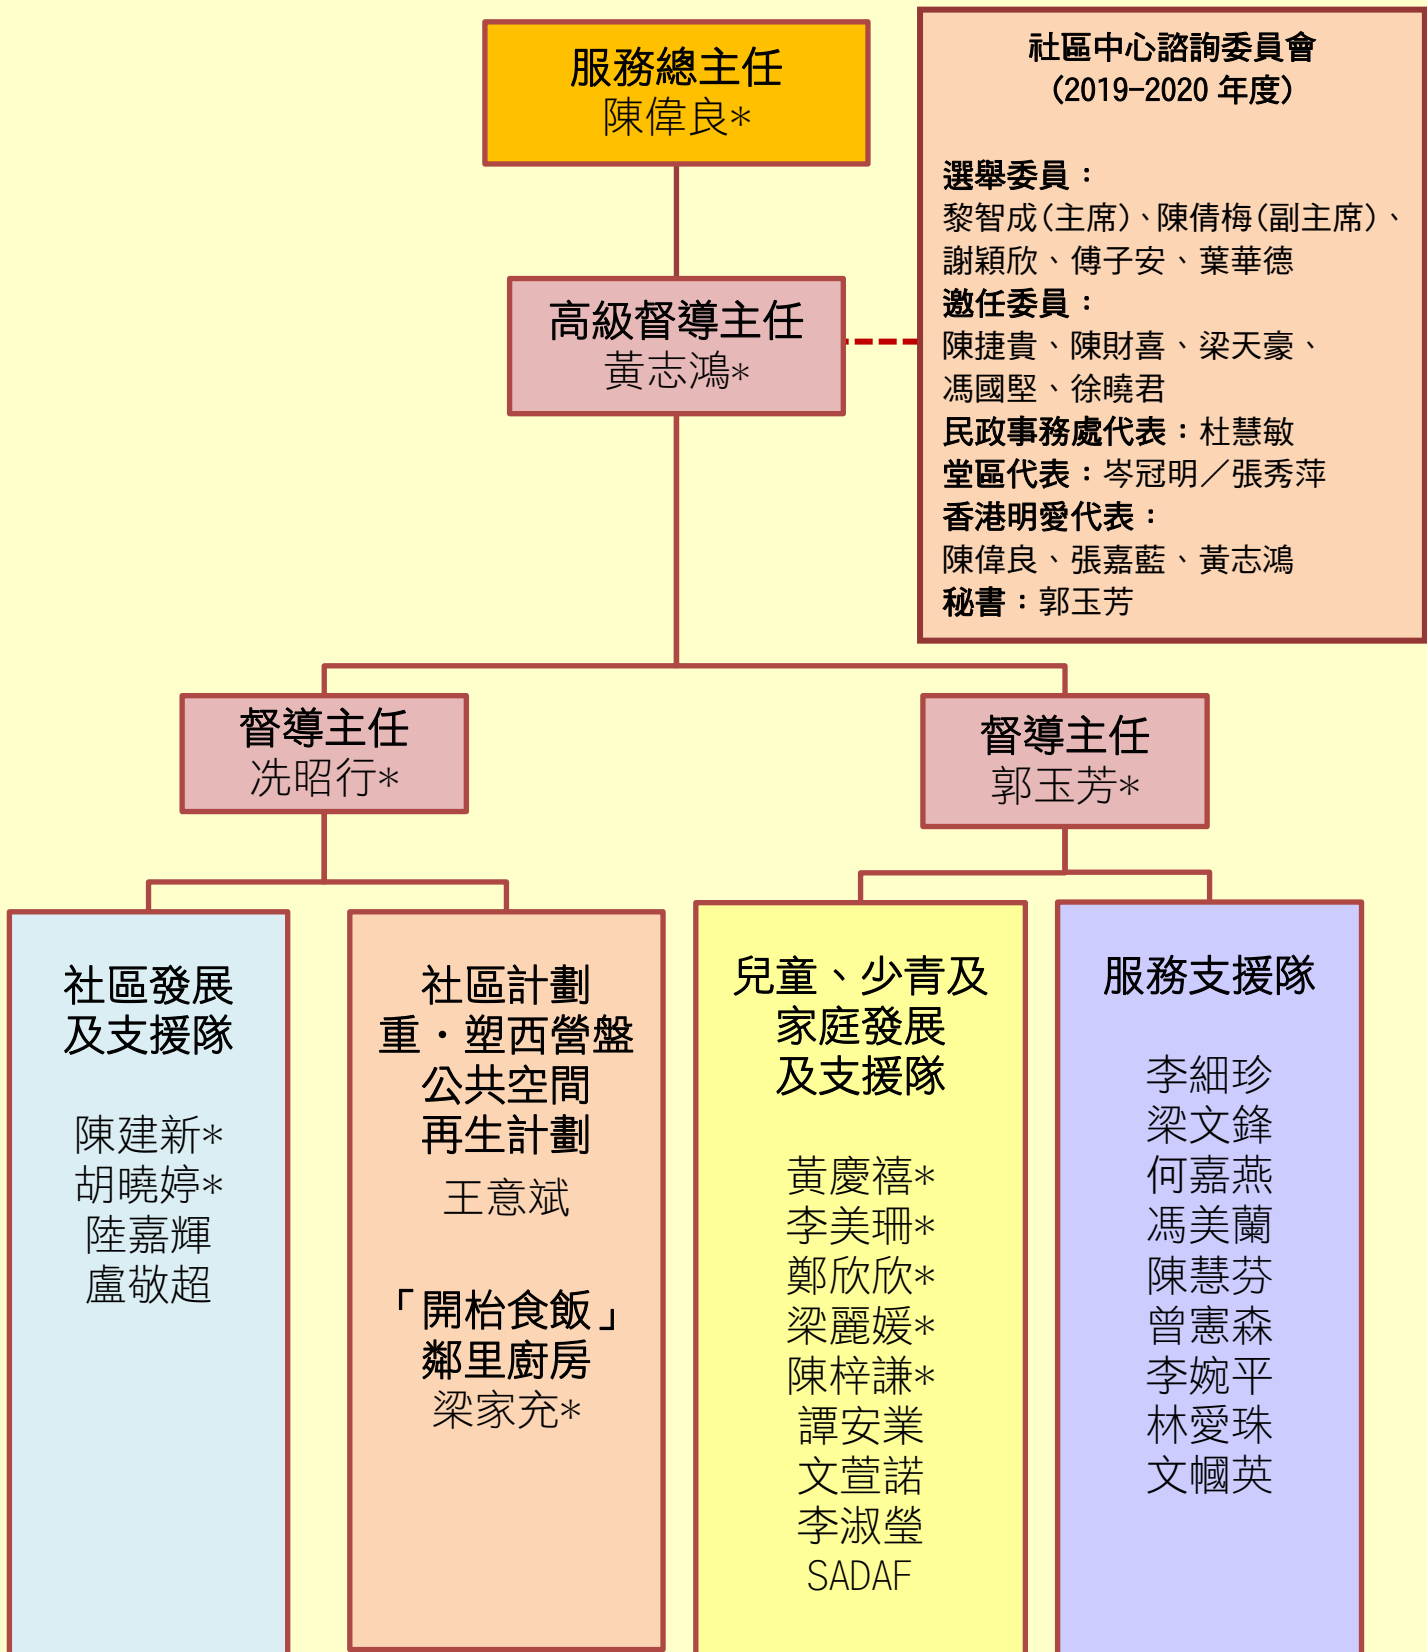 服務總主任
陳偉良*
社區中心諮詢委員會
(2019-2020 年度)
選舉委員：
黎智成(主席)、陳倩梅(副主席)、
謝穎欣、傅子安、葉華德
邀任委員：
陳捷貴、陳財喜、梁天豪、
馮國堅、徐曉君
民政事務處代表：杜慧敏
堂區代表：岑冠明／張秀萍
香港明愛代表：
陳偉良、張嘉藍、黃志鴻
秘書：郭玉芳
高級督導主任
黃志鴻*
督導主任
冼昭行*
督導主任
郭玉芳*
社區發展
及支援隊
陳建新*
胡曉婷*
陸嘉輝
盧敬超
社區計劃
重．塑西營盤
公共空間
再生計劃
王意斌
「開枱食飯」
鄰里廚房
梁家充*
兒童、少青及
家庭發展
及支援隊
黃慶禧*
李美珊*
鄭欣欣*
梁麗媛*
陳梓謙*
譚安業
文萱諾
李淑瑩
SADAF
服務支援隊
李細珍
梁文鋒
何嘉燕
馮美蘭
陳慧芬
曾憲森
李婉平
林愛珠
文幗英